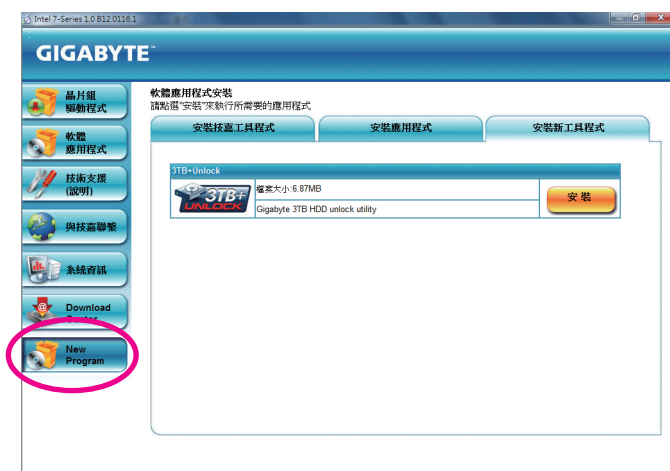 Intel 7-Series 1.0 B12.0116.1
GIGABYTE™
晶片組
驅動程式
軟體
應用程式
技術支援
(說明)
與技嘉聯繫
系統資訊
Download
Center
New
Program
軟體應用程式安裝
請點選"安裝"來執行所需要的應用程式
安裝技嘉工具程式
安裝應用程式
安裝新工具程式
3TB+Unlock
3TB+
UNLOCK
檔案大小:6.87MB
Gigabyte 3TB HDD unlock utility
安裝